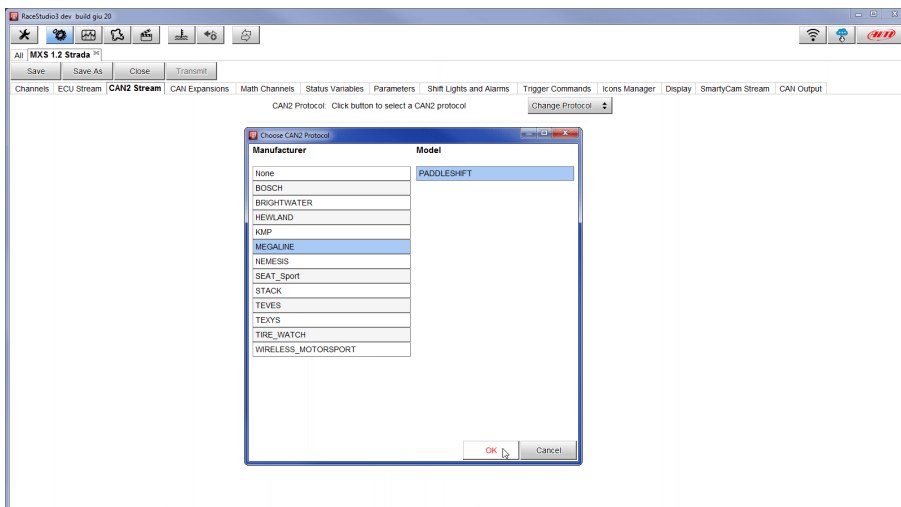 RaceStudio3 dev build giu 20
AiM
All MXS 1.2 Strada
Save Save As Close Transmit
Channels ECU Stream CAN2 Stream CAN Expansions Math Channels Status Variables Parameters Shift Lights and Alarms Trigger Commands Icons Manager Display SmartyCam Stream CAN Output
CAN2 Protocol: Click button to select a CAN2 protocol Change Protocol
Choose CAN2 Protocol
Manufacturer Model
None PADDLESHIFT
BOSCH
BRIGHTWATER
HEWLAND
KMP
MEGALINE
NEMESIS
SEAT_Sport
STACK
TEVES
TEXYS
TIRE_WATCH
WIRELESS_MOTORSPORT
OK Cancel